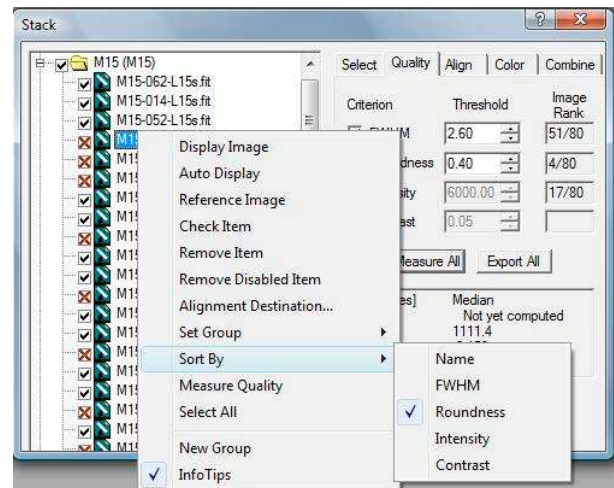 Stack
M15 (M15)
M15-062-L15s.fit
M15-014-L15s.fit
M15-052-L15s.fit
Select Quality Align Color Combine
Criterion Threshold Image Rank
2.60 51/80
0.40 4/80
6000.00 17/80
0.05
Measure All Export All
Median
Not yet computed
1111.4
Display Image
Auto Display
Reference Image
Check Item
Remove Item
Remove Disabled Item
Alignment Destination...
Set Group
Sort By
Measure Quality
Select All
New Group
InfoTips
Name
FWHM
Roundness
Intensity
Contrast